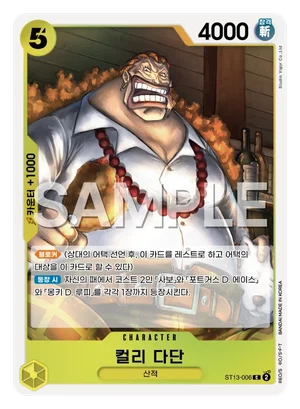 5
4000
속성
斬
카운터 +1000
SAMPLE
블로커 (상대의 어택 선언 후, 이 카드를 레스트로 하고 어택의
대상을 이 카드로 할 수 있다)
등장 시 자신의 패에서 코스트 2인 「사보」와 「포트거스 D. 에이스」
와 「몽키 D. 루피」를 각각 1장까지 등장시킨다.
CHARACTER
컬리 다단
산적
ST13-006 C 2